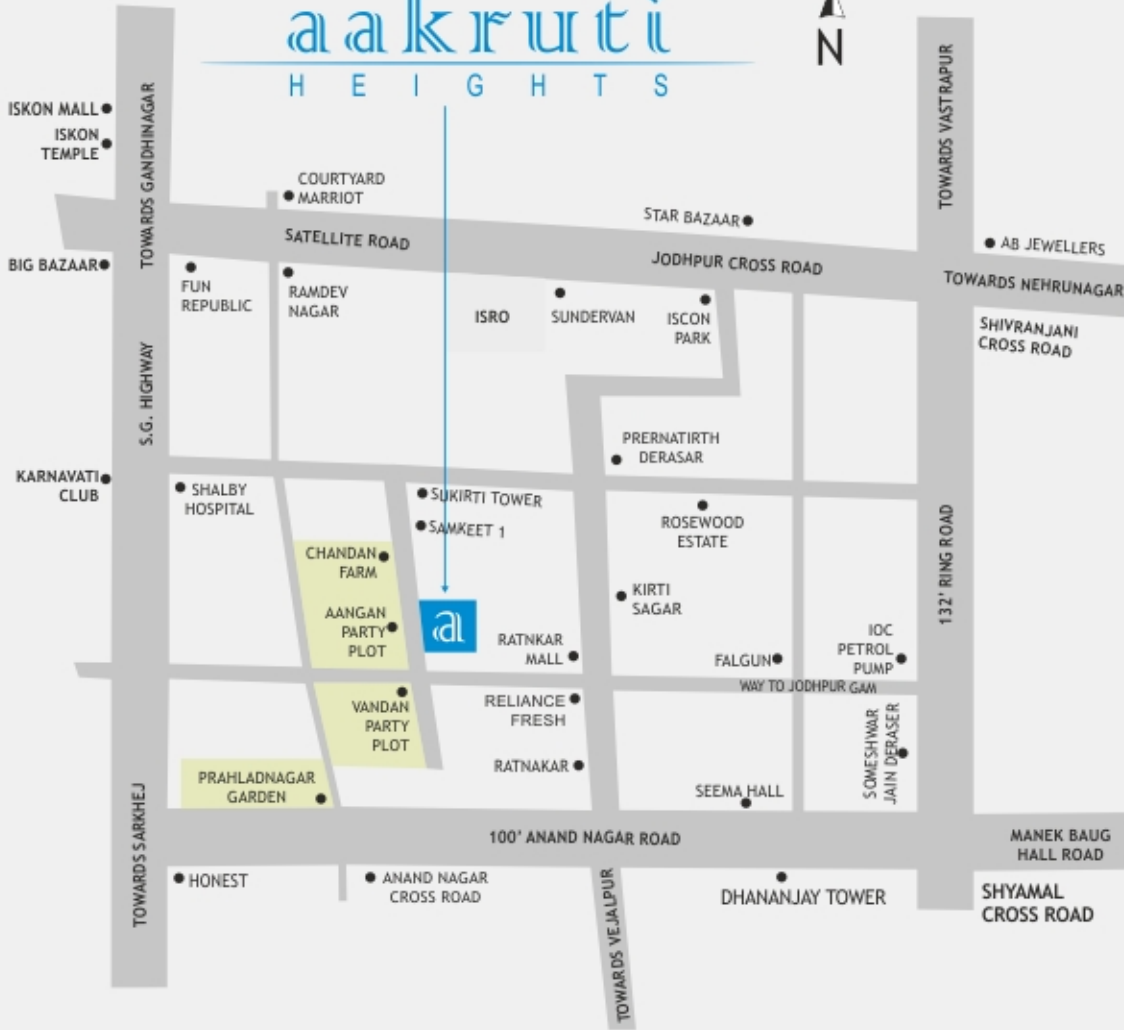 aakruti
HEIGHTS
N
ISKON MALL
ISKON
TEMPLE
TOWARDS GANDHINAGAR
TOWARDS VASTRAPUR
COURTYARD
MARRIOT
STAR BAZAAR
SATELLITE ROAD
JODHPUR CROSS ROAD
AB JEWELLERS
TOWARDS NEHRUNAGAR
BIG BAZAAR
FUN
REPUBLIC
RAMDEV
NAGAR
ISRO
SUNDERVAN
ISCON
PARK
SHIVRANJANI
CROSS ROAD
S.G. HIGHWAY
PRERNATIRTH
DERASAR
KARNAVATI
CLUB
SHALBY
HOSPITAL
SUKIRTI TOWER
SAMKEET 1
ROSEWOOD
ESTATE
132' RING ROAD
CHANDAN
FARM
AANGAN
PARTY
PLOT
a
KIRTI
SAGAR
RATNKAR
MALL
FALGUN
IOC
PETROL
PUMP
WAY TO JODHPUR GAM
VANDAN
PARTY
PLOT
RELIANCE
FRESH
SOMESHWAR
JAIN DERASER
RATNAKAR
PRAHLADNAGAR
GARDEN
SEEMA HALL
TOWARDS SARKHEJ
100' ANAND NAGAR ROAD
MANEK BAUG
HALL ROAD
HONEST
ANAND NAGAR
CROSS ROAD
TOWARDS VEJALPUR
DHANANJAY TOWER
SHYAMAL
CROSS ROAD